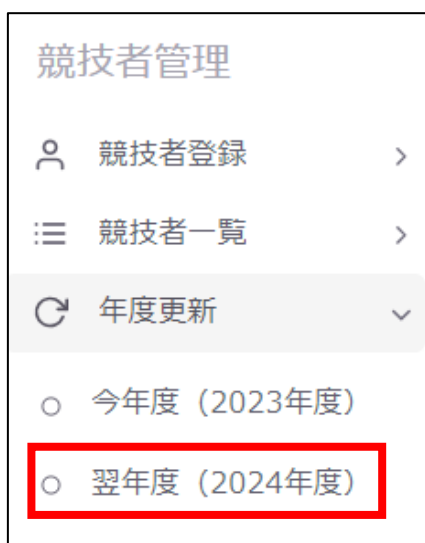 競技者管理
競技者登録
競技者一覧
年度更新
今年度（2023年度）
翌年度（2024年度）